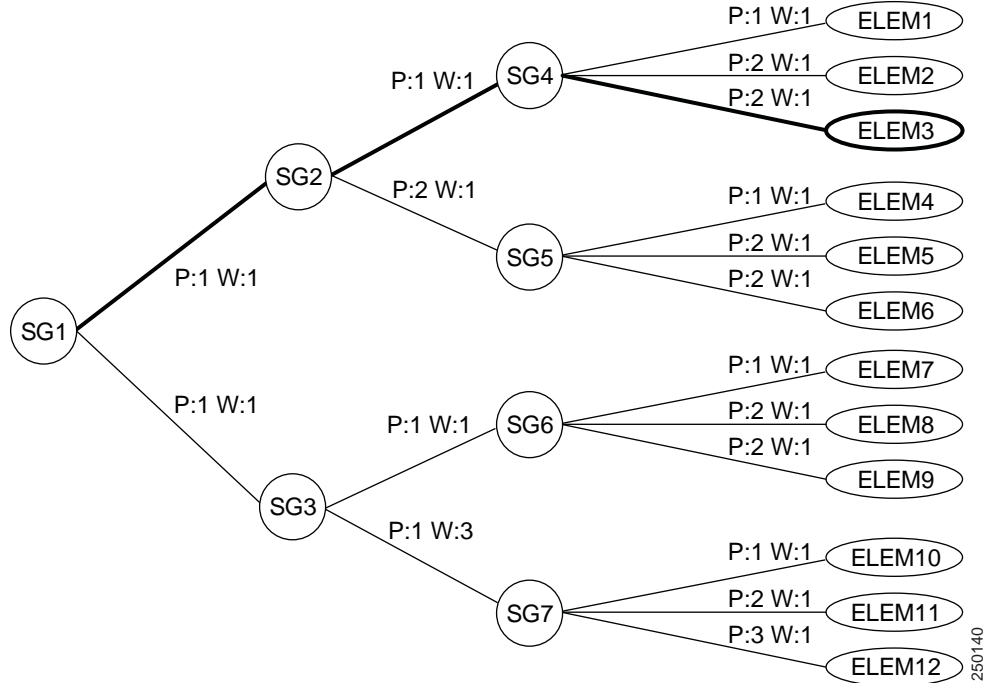 P:1 W:1
ELEM1
P:2 W:1
ELEM2
P:2 W:1
ELEM3
P:1 W:1
SG4
SG2
P:2 W:1
P:1 W:1
ELEM4
P:2 W:1
ELEM5
P:2 W:1
ELEM6
SG5
P:1 W:1
SG1
P:1 W:1
P:1 W:1
ELEM7
P:2 W:1
ELEM8
P:2 W:1
ELEM9
P:1 W:1
SG6
SG3
P:1 W:3
P:1 W:1
ELEM10
P:2 W:1
ELEM11
P:3 W:1
ELEM12
SG7
250140